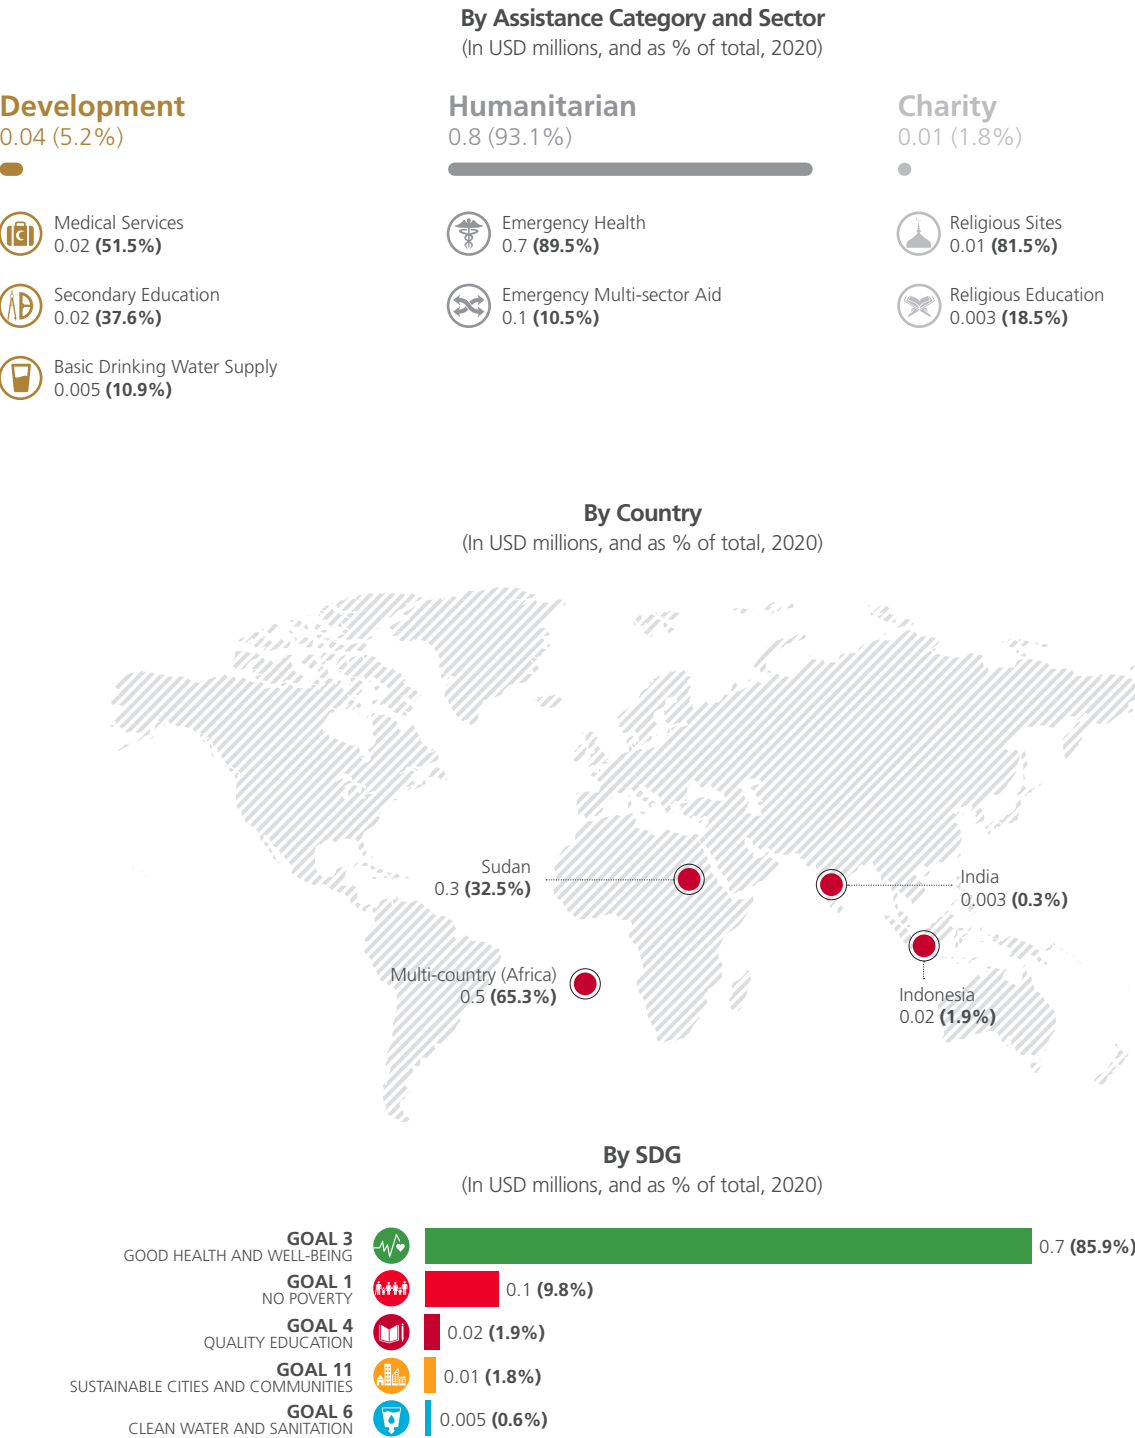 By Assistance Category and Sector
(In USD millions, and as % of total, 2020)
Development
0.04 (5.2%)
Medical Services
0.02 (51.5%)
Secondary Education
0.02 (37.6%)
Basic Drinking Water Supply
0.005 (10.9%)
Humanitarian
0.8 (93.1%)
Emergency Health
0.7 (89.5%)
Emergency Multi-sector Aid
0.1 (10.5%)
Charity
0.01 (1.8%)
Religious Sites
0.01 (81.5%)
Religious Education
0.003 (18.5%)
By Country
(In USD millions, and as % of total, 2020)
Sudan
0.3 (32.5%)
India
0.003 (0.3%)
Multi-country (Africa)
0.5 (65.3%)
Indonesia
0.02 (1.9%)
By SDG
(In USD millions, and as % of total, 2020)
GOAL 3
GOOD HEALTH AND WELL-BEING
0.7 (85.9%)
GOAL 1
NO POVERTY
0.1 (9.8%)
GOAL 4
QUALITY EDUCATION
0.02 (1.9%)
GOAL 11
SUSTAINABLE CITIES AND COMMUNITIES
0.01 (1.8%)
GOAL 6
CLEAN WATER AND SANITATION
0.005 (0.6%)